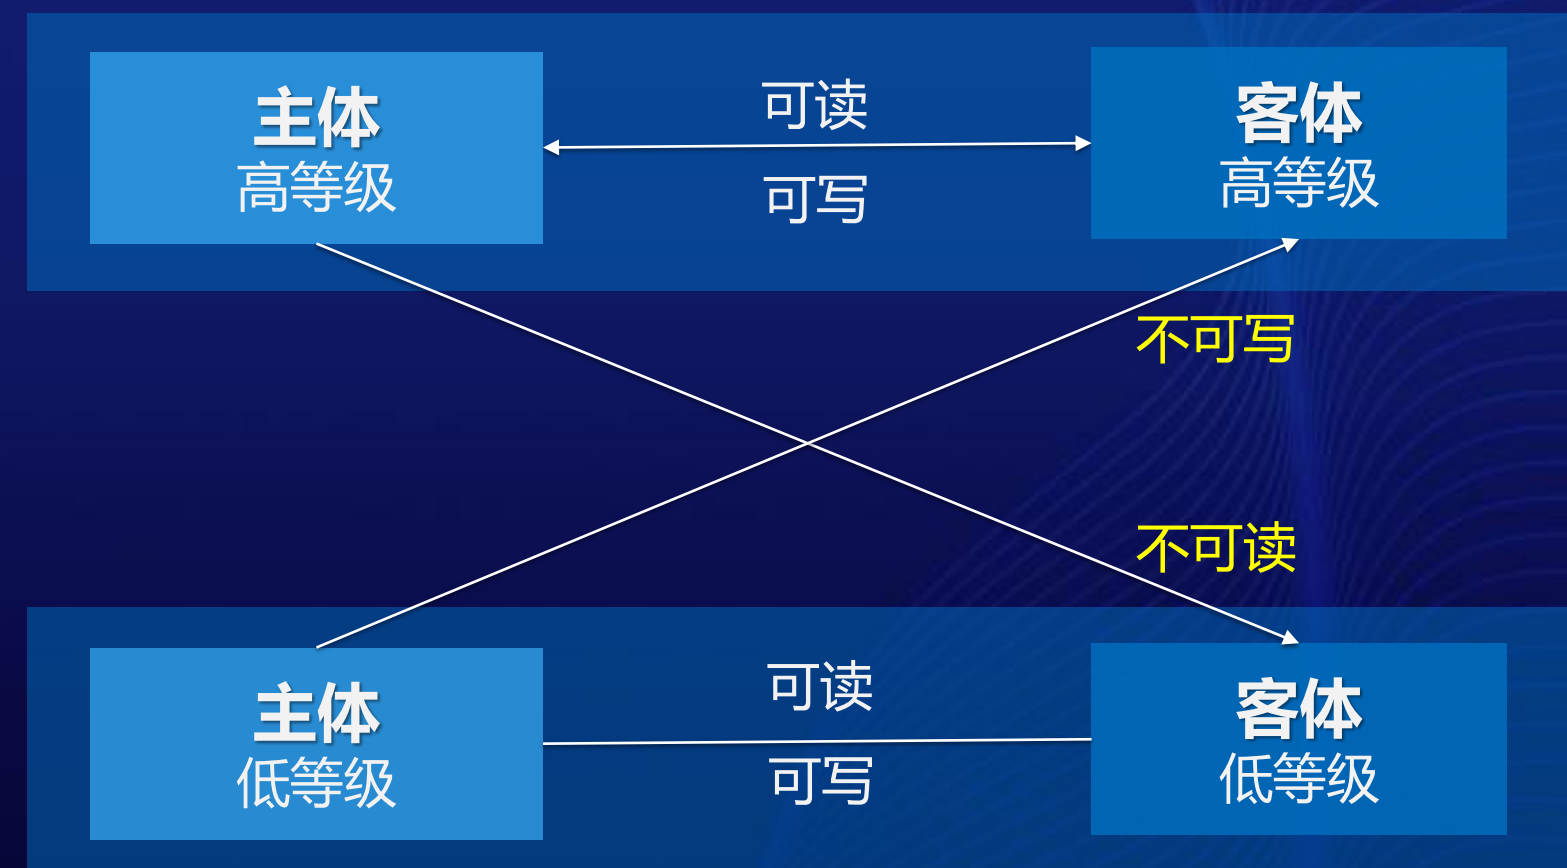 主体
高等级
可读
可写
客体
高等级
不可写
不可读
主体
低等级
可读
可写
客体
低等级